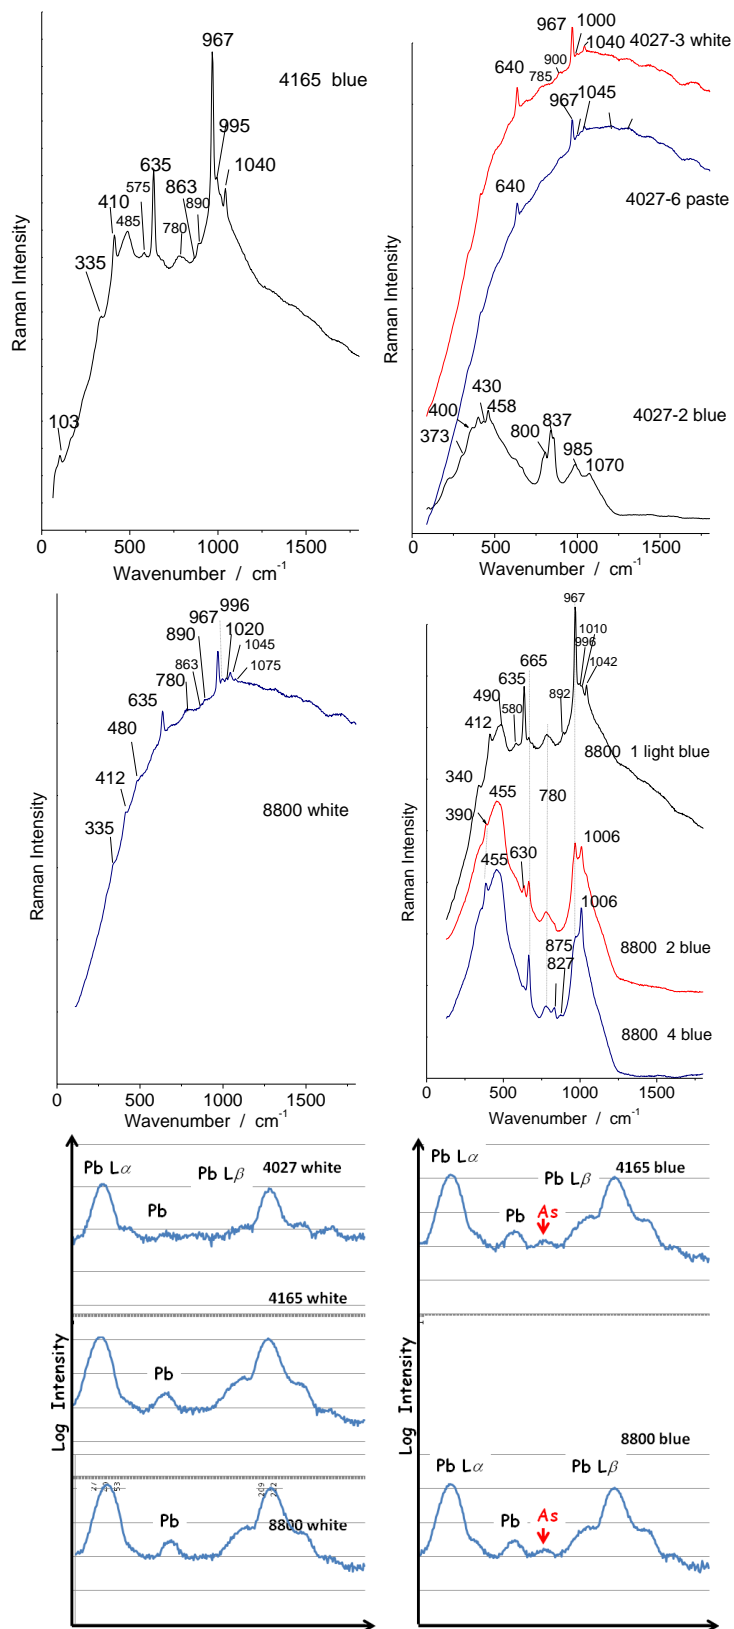 967
4165 blue
995
635
1040
575
863
410
890
485
780
335
103
Raman Intensity
0
500
1000
1500
Wavenumber / cm-1
967
1000
4027-3 white
1040
900
640
785
967
1045
4027-6 paste
640
430
4027-2 blue
400
458
837
800
373
985
1070
Raman Intensity
0
500
1000
1500
Wavenumber / cm-1
996
967
1020
890
1045
863
1075
780
635
480
412
8800 white
335
Raman Intensity
0
500
1000
1500
Wavenumber / cm-1
967
1010
996
665
1042
635
490
892
580
412
8800 1 light blue
340
455
780
390
630
1006
455
1006
875
8800 2 blue
827
8800 4 blue
Raman Intensity
0
500
1000
1500
Wavenumber / cm-1
Pb Lα
Pb Lβ
4027 white
Pb
4165 white
Pb
Log Intensity
Pb
8800 white
Pb Lα
4165 blue
Pb Lβ
As
Pb
8800 blue
Pb Lα
Pb Lβ
As
Pb
Log Intensity